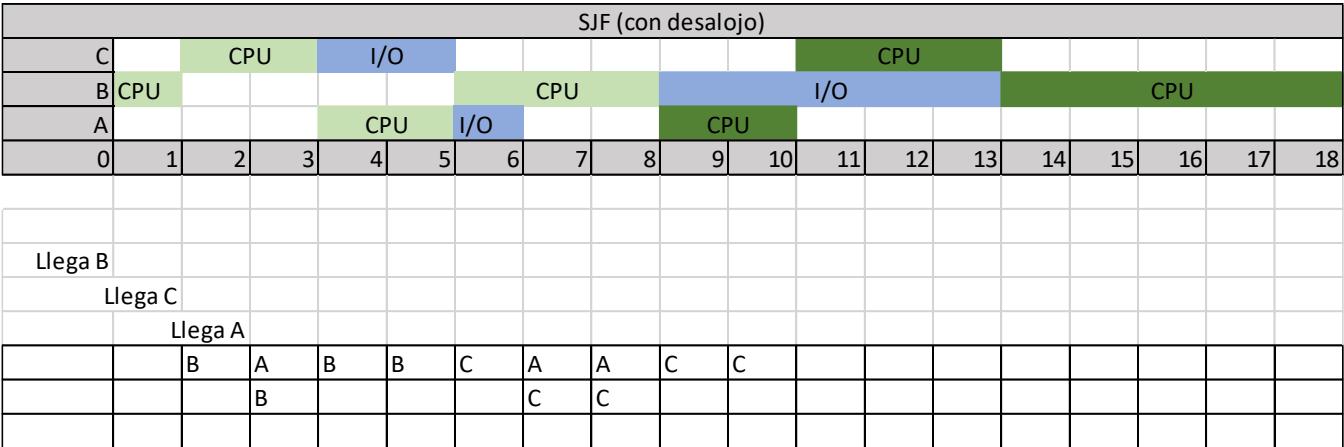 SJF (con desalojo)
C CPU I/O CPU
B CPU CPU I/O CPU
A CPU I/O CPU
0 1 2 3 4 5 6 7 8 9 10 11 12 13 14 15 16 17 18
Llega B
Llega C
Llega A
B A B B C A A C C
B C C